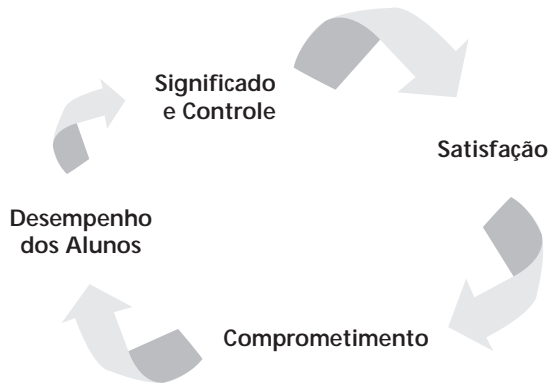 Significado
e Controle
Satisfação
Desempenho
dos Alunos
Comprometimento